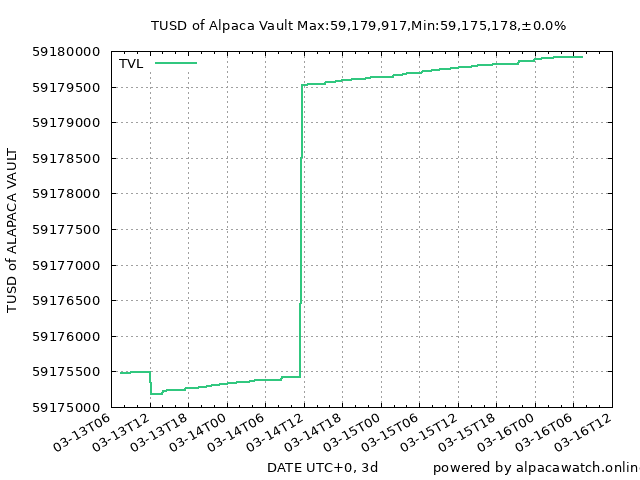 TUSD of Alpaca Vault Max:59,179,917,Min:59,175,178,±0.0%
TVL
59180000
59179500
59179000
59178500
59178000
59177500
59177000
59176500
59176000
59175500
59175000
TUSD of ALAPACA VAULT
03-13T06
03-13T12
03-13T18
03-14T00
03-14T06
03-14T12
03-14T18
03-15T00
03-15T06
03-15T12
03-15T18
03-16T00
03-16T06
03-16T12
DATE UTC+0, 3d
powered by alpacawatch.onlin